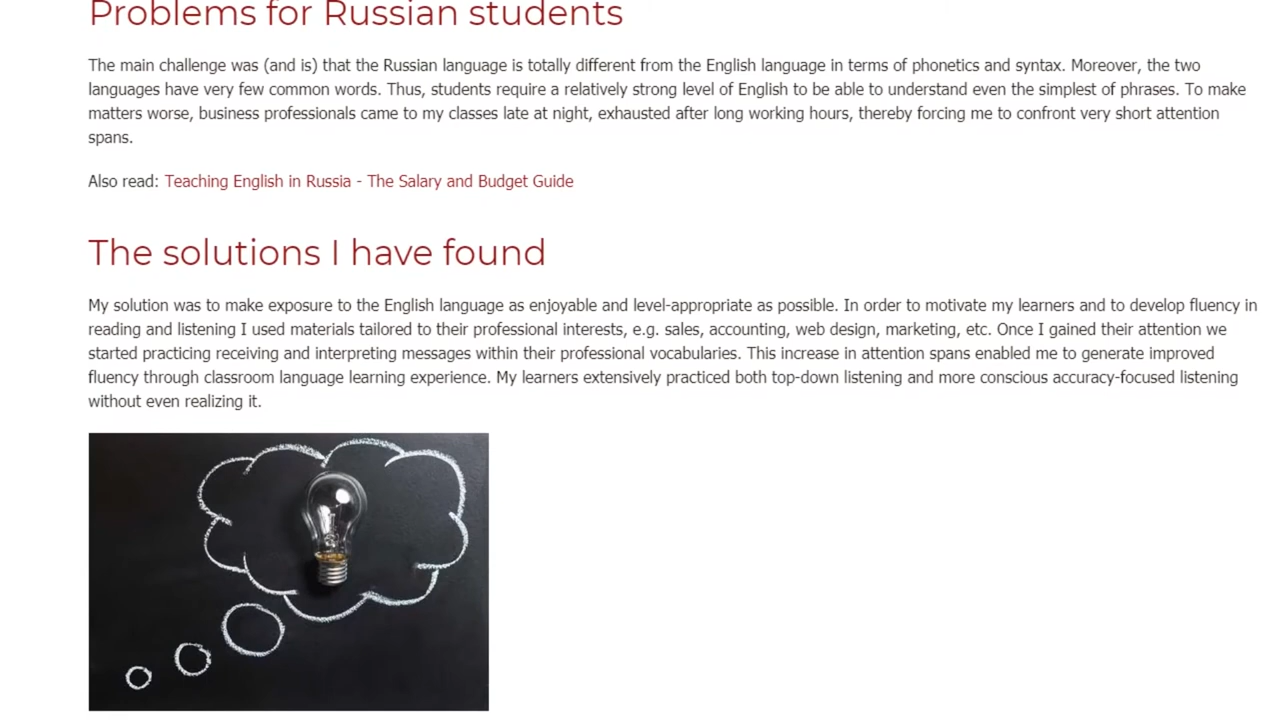 Problems for Russian students
The main challenge was (and is) that the Russian language is totally different from the English language in terms of phonetics and syntax. Moreover, the two
languages have very few common words. Thus, students require a relatively strong level of English to be able to understand even the simplest of phrases. To make
matters worse, business professionals came to my classes late at night, exhausted after long working hours, thereby forcing me to confront very short attention
spans.
Also read: Teaching English in Russia - The Salary and Budget Guide
The solutions I have found
My solution was to make exposure to the English language as enjoyable and level-appropriate as possible. In order to motivate my learners and to develop fluency in
reading and listening I used materials tailored to their professional interests, e.g. sales, accounting, web design, marketing, etc. Once I gained their attention we
started practicing receiving and interpreting messages within their professional vocabularies. This increase in attention spans enabled me to generate improved
fluency through classroom language learning experience. My learners extensively practiced both top-down listening and more conscious accuracy-focused listening
without even realizing it.